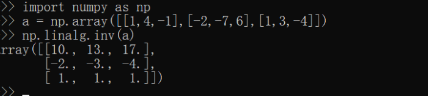 >> import numpy as np
>> a = np.array([[1,4,-1],[-2,-7,6],[1,3,-4]])
>> np.linalg.inv(a)
rray([[10., 13., 17.],
[-2., -3., -4.],
[ 1., 1., 1.]])
>>